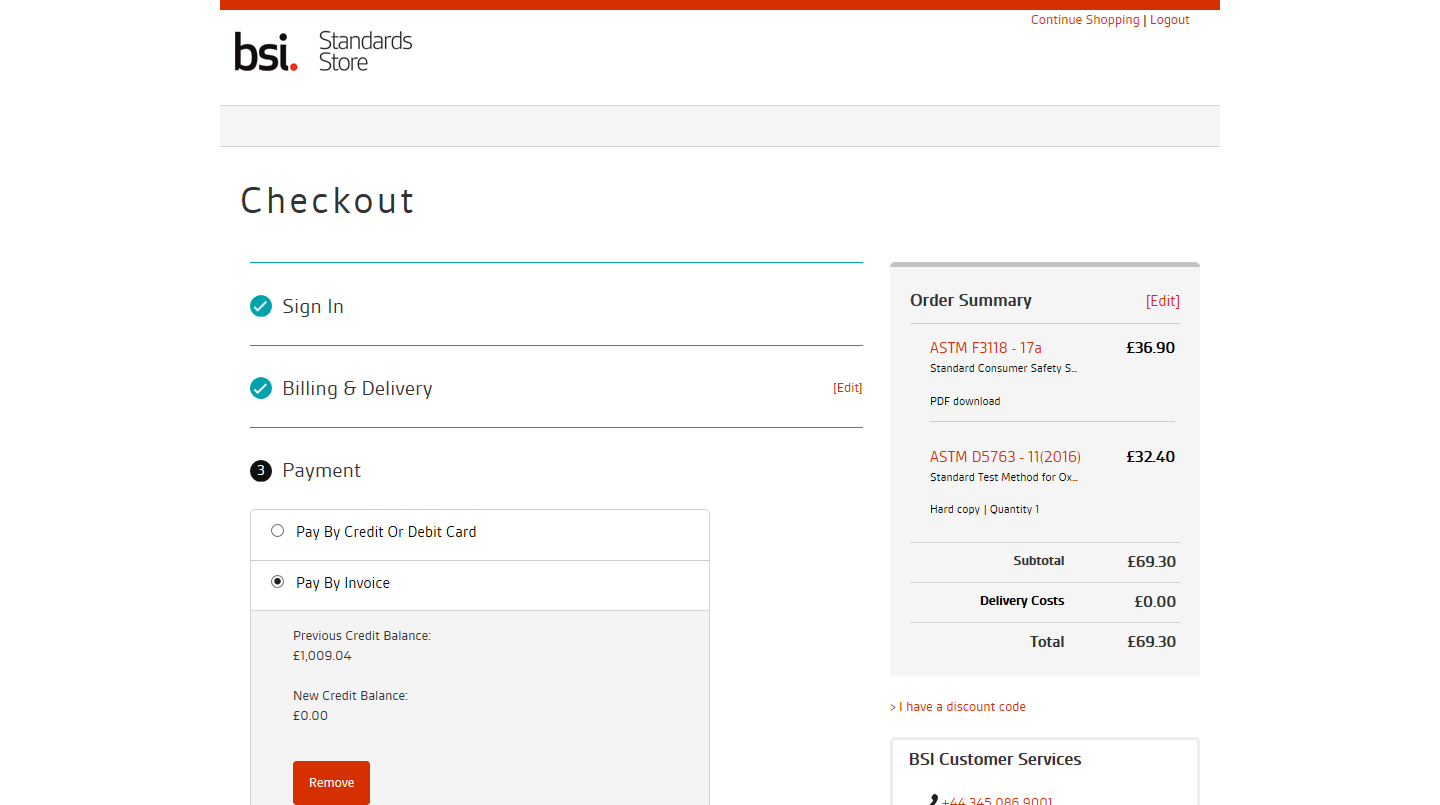 Continue Shopping | Logout
bsi. Standards Store
Checkout
Sign In
Billing & Delivery [Edit]
3 Payment
Pay By Credit Or Debit Card
Pay By Invoice
Previous Credit Balance:
£1,009.04
New Credit Balance:
£0.00
Remove
Order Summary [Edit]
ASTM F3118 - 17a £36.90
Standard Consumer Safety S...
PDF download
ASTM D5763 - 11(2016) £32.40
Standard Test Method for Ox...
Hard copy | Quantity 1
Subtotal £69.30
Delivery Costs £0.00
Total £69.30
> I have a discount code
BSI Customer Services
+44 345 086 9001